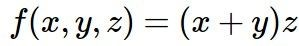 f(x, y, z) = (x + y)z